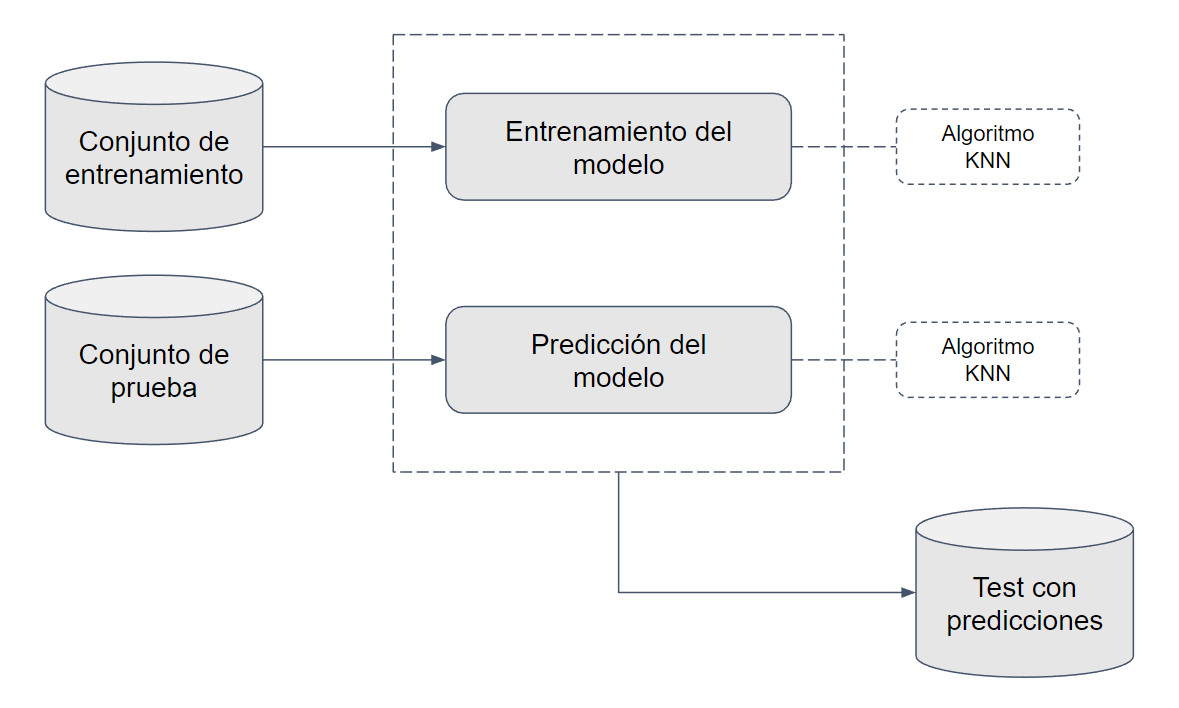 Conjunto de
entrenamiento
Entrenamiento del
modelo
Algoritmo
KNN
Conjunto de
prueba
Predicción del
modelo
Algoritmo
KNN
Test con
predicciones